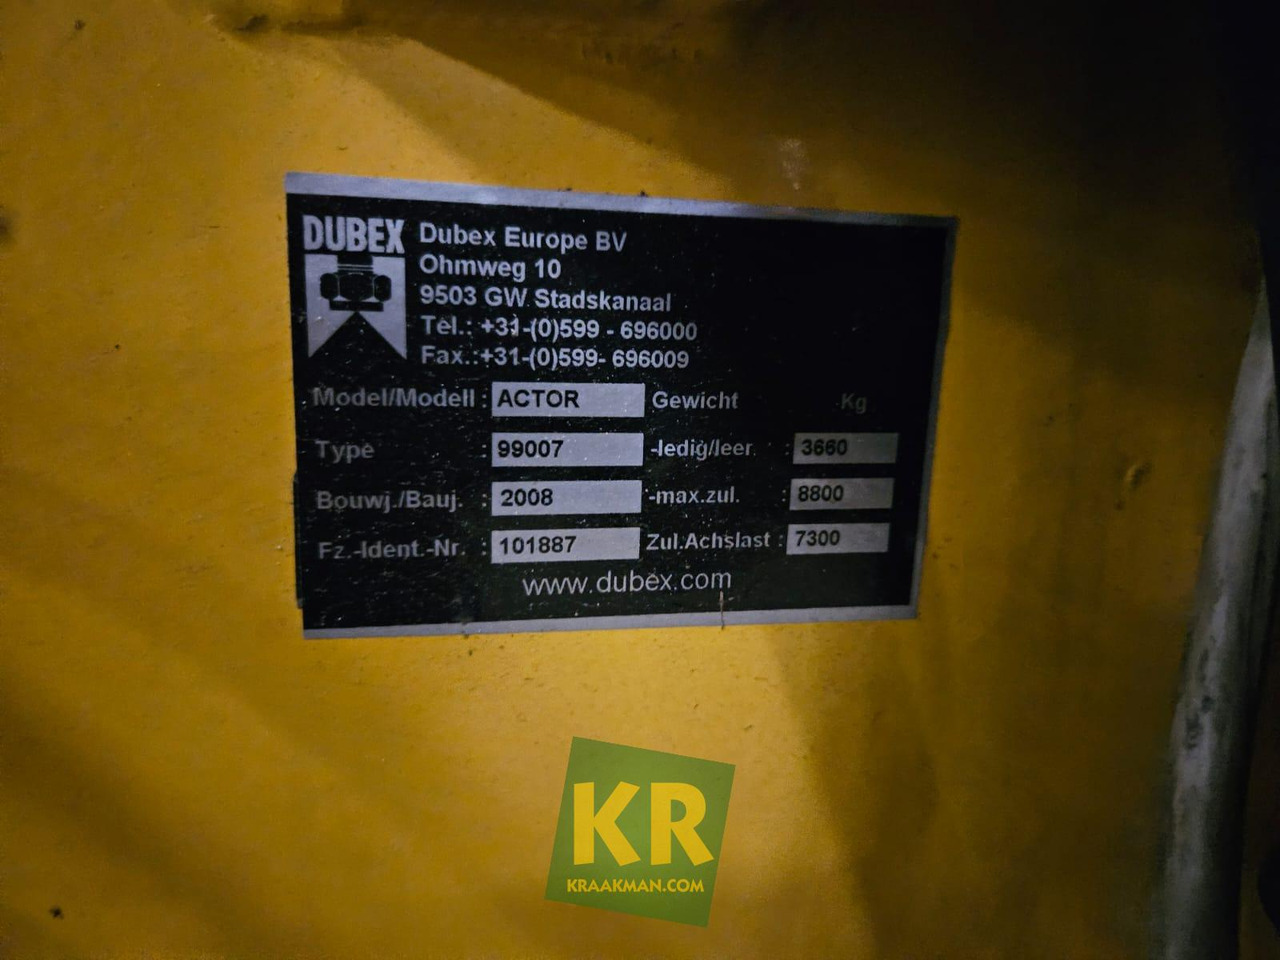 DUBEX
Dubex Europe BV
Ohmweg 10
9503 GW Stadskanaal
Tel.: +31-(0)599 - 696000
Fax.:+31-(0)599- 696009
Model/Modell : ACTOR Gewicht Kg
Type : 99007 -ledig/leer : 3660
Bouwj./Bauj. : 2008 -max.zul. : 8800
Fz.-Ident.-Nr. : 101887 Zul.Achslast : 7300
www.dubex.com
KR
KRAAKMAN.COM